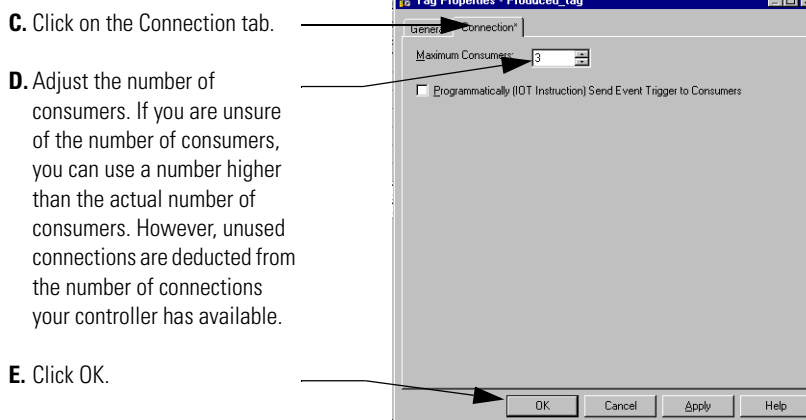 C. Click on the Connection tab.
D. Adjust the number of
consumers. If you are unsure
of the number of consumers,
you can use a number higher
than the actual number of
consumers. However, unused
connections are deducted from
the number of connections
your controller has available.
E. Click OK.
Tag Properties - Produced_tag
General Connection*
Maximum Consumers: 3
Programmatically (IOT Instruction) Send Event Trigger to Consumers
OK Cancel Apply Help